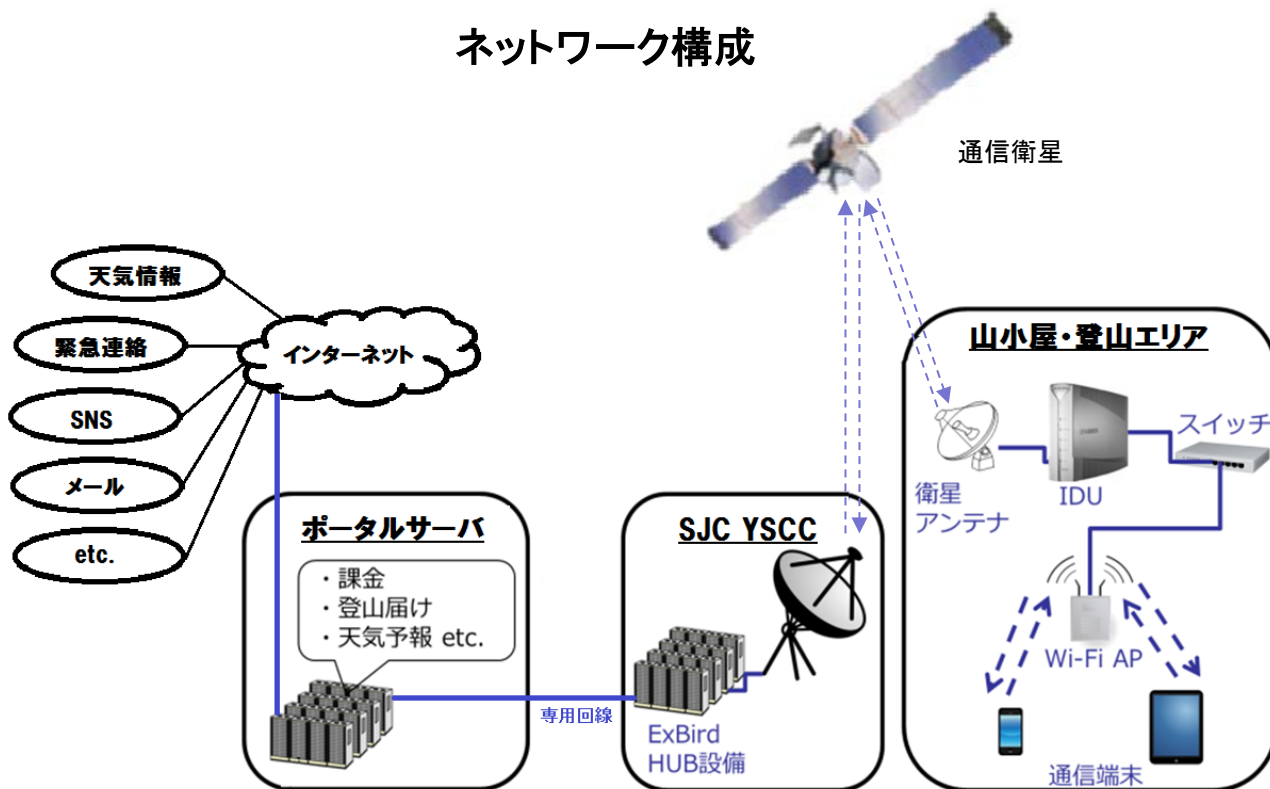 ネットワーク構成
通信衛星
天気情報
緊急連絡
SNS
メール
etc.
インターネット
ポータルサーバ
・課金
・登山届け
・天気予報 etc.
専用回線
SJC YSCC
ExBird
HUB設備
山小屋・登山エリア
衛星
アンテナ
IDU
スイッチ
Wi-Fi AP
通信端末